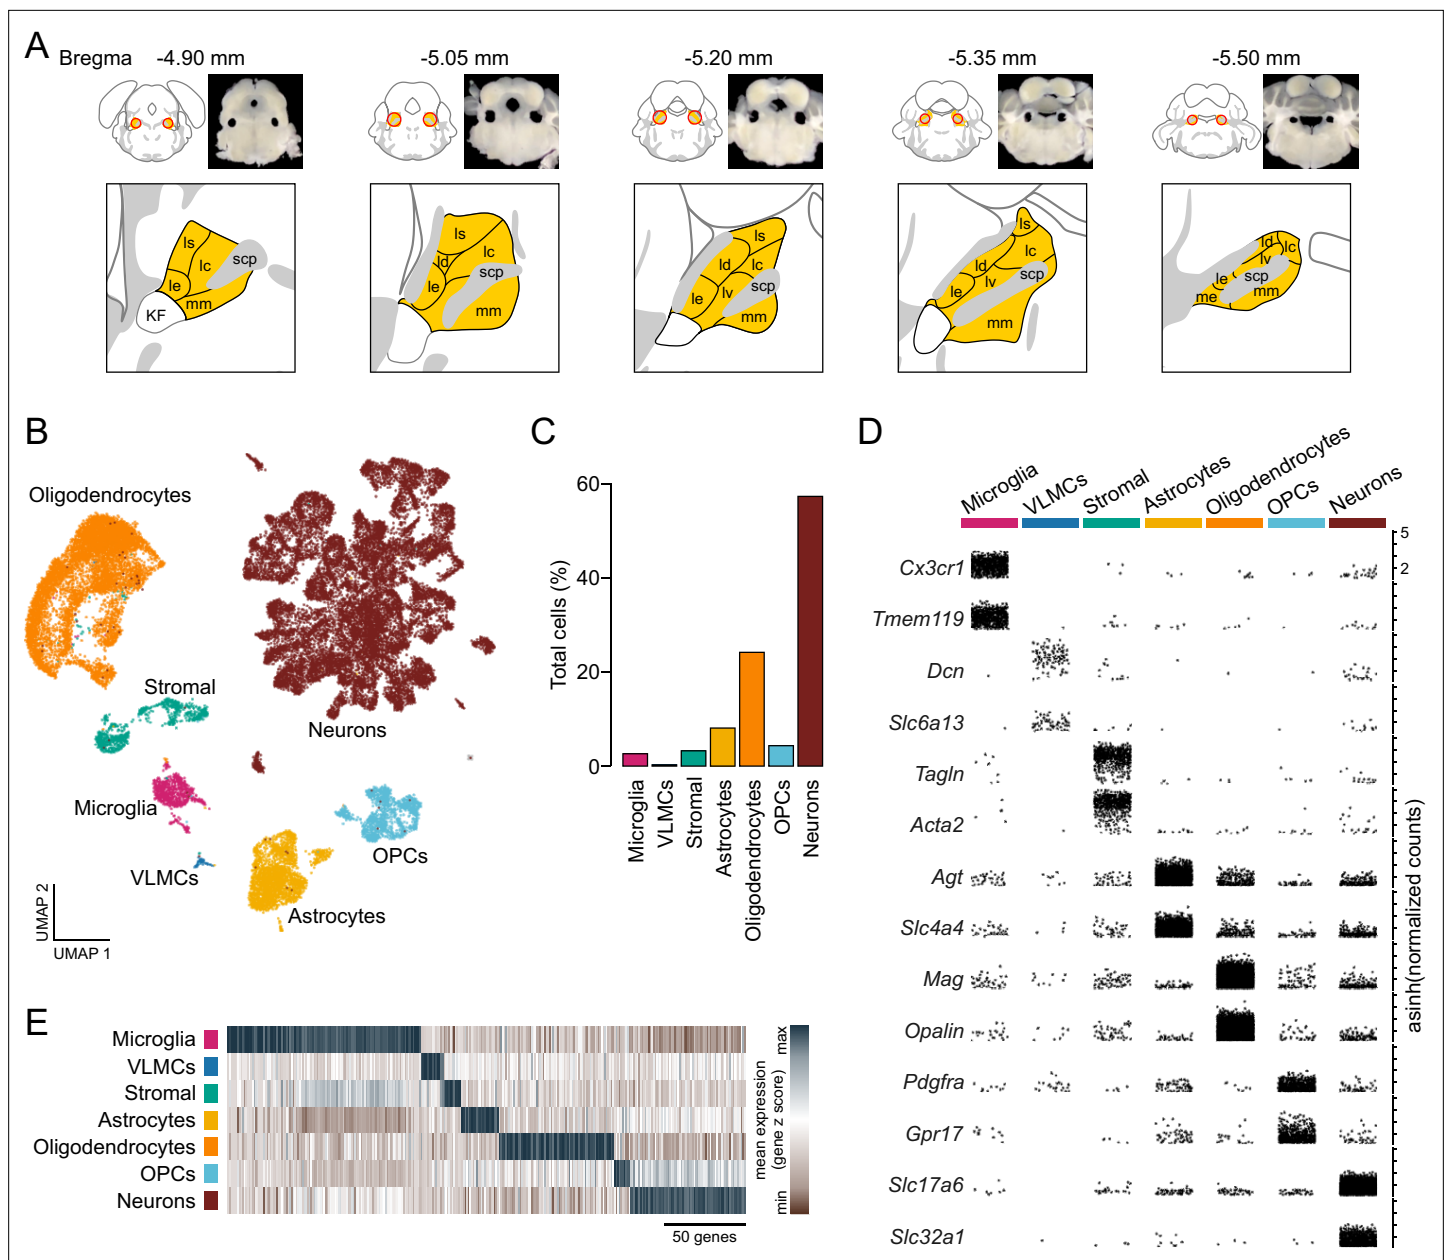 A
Bregma -4.90 mm -5.05 mm -5.20 mm -5.35 mm -5.50 mm
ls lc le scp mm KF
ls ld lc le scp mm
ls ld lc lv le scp mm
ls lc ld lv le scp mm
ld lc lv le scp me mm
B
Oligodendrocytes
Stromal
Neurons
Microglia
VLMCs
OPCs
Astrocytes
UMAP 2
UMAP 1
C
Total cells (%)
60
40
20
0
Microglia
VLMCs
Stromal
Astrocytes
Oligodendrocytes
OPCs
Neurons
D
Microglia
VLMCs
Stromal
Astrocytes
Oligodendrocytes
OPCs
Neurons
5
2
Cx3cr1
Tmem119
Dcn
Slc6a13
Tagln
Acta2
Agt
Slc4a4
Mag
Opalin
Pdgfra
Gpr17
Slc17a6
Slc32a1
asinh(normalized counts)
E
Microglia
VLMCs
Stromal
Astrocytes
Oligodendrocytes
OPCs
Neurons
mean expression
(gene z score)
max
min
50 genes